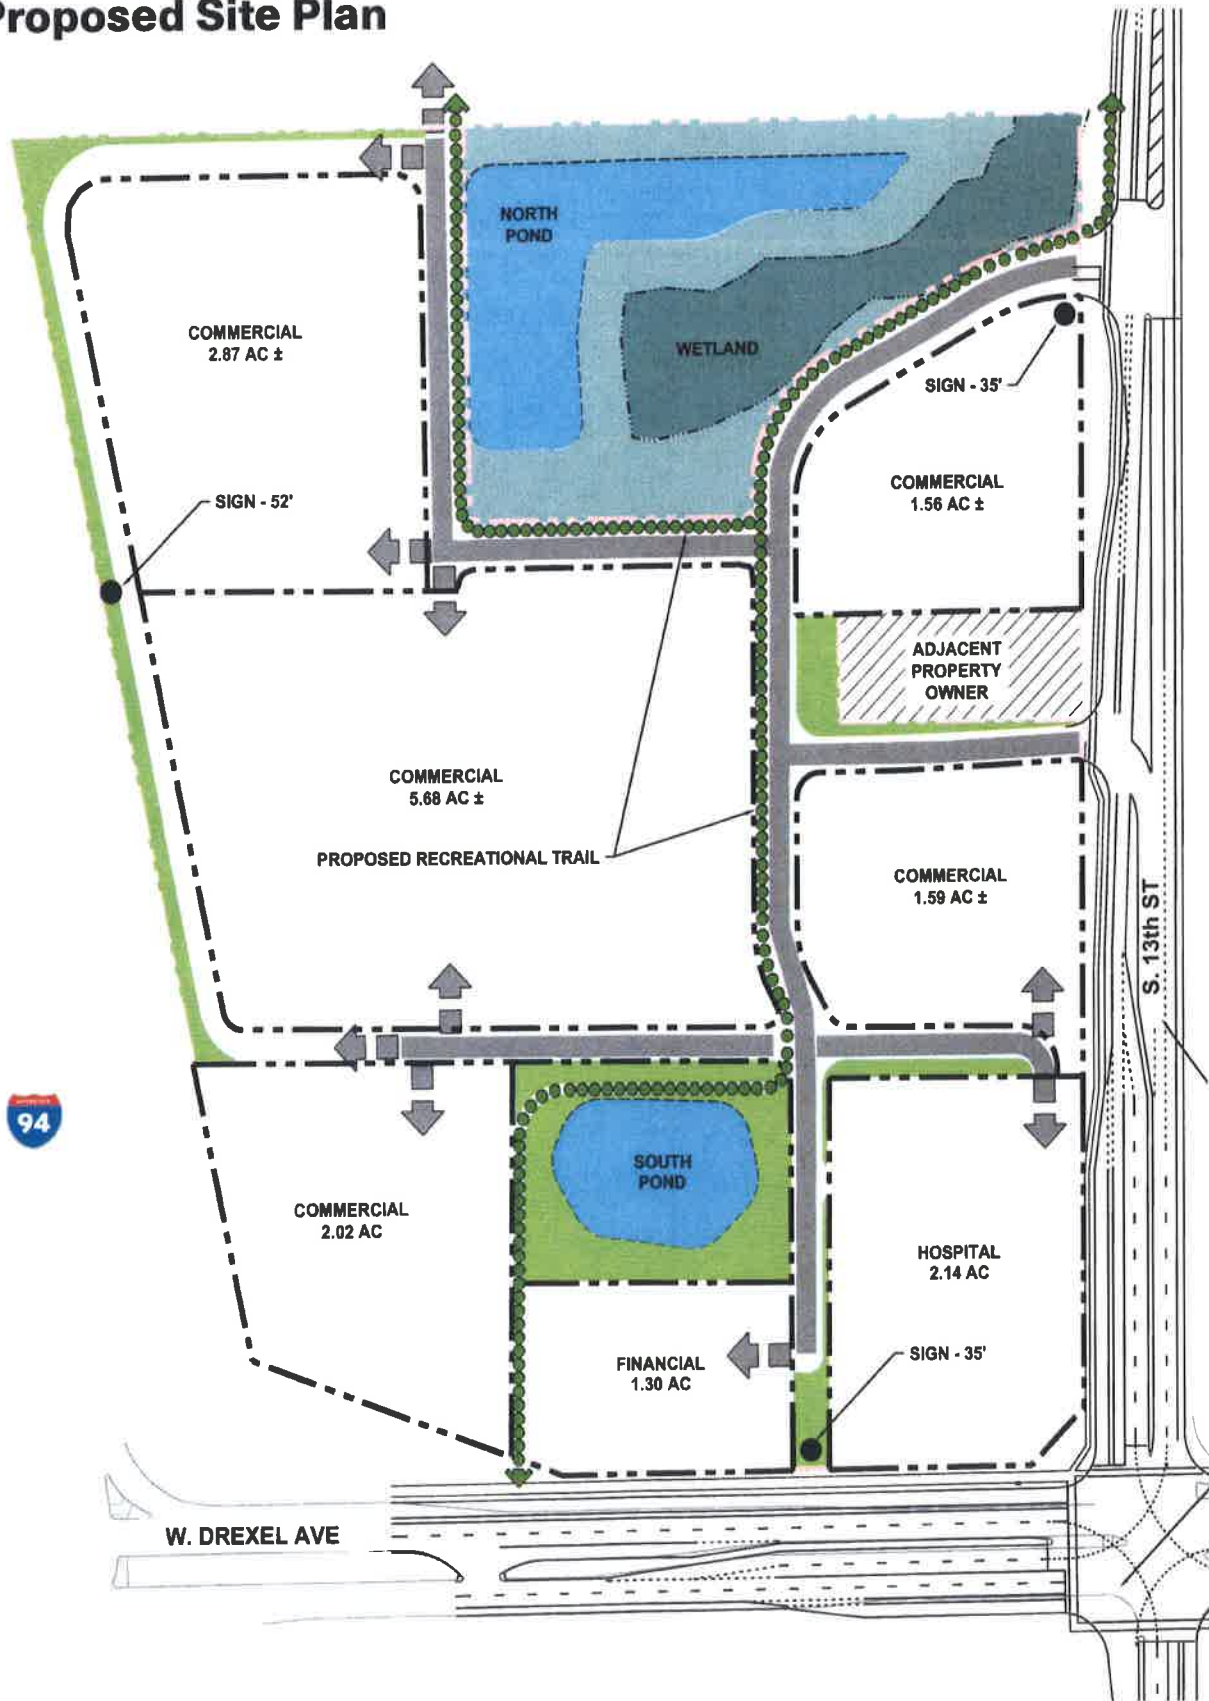 Proposed Site Plan
NORTH
POND
COMMERCIAL
2.87 AC ±
WETLAND
SIGN - 35'
COMMERCIAL
1.56 AC ±
SIGN - 52'
ADJACENT
PROPERTY
OWNER
COMMERCIAL
5.68 AC ±
PROPOSED RECREATIONAL TRAIL
COMMERCIAL
1.59 AC ±
S. 13th ST
94
SOUTH
POND
COMMERCIAL
2.02 AC
HOSPITAL
2.14 AC
FINANCIAL
1.30 AC
SIGN - 35'
W. DREXEL AVE